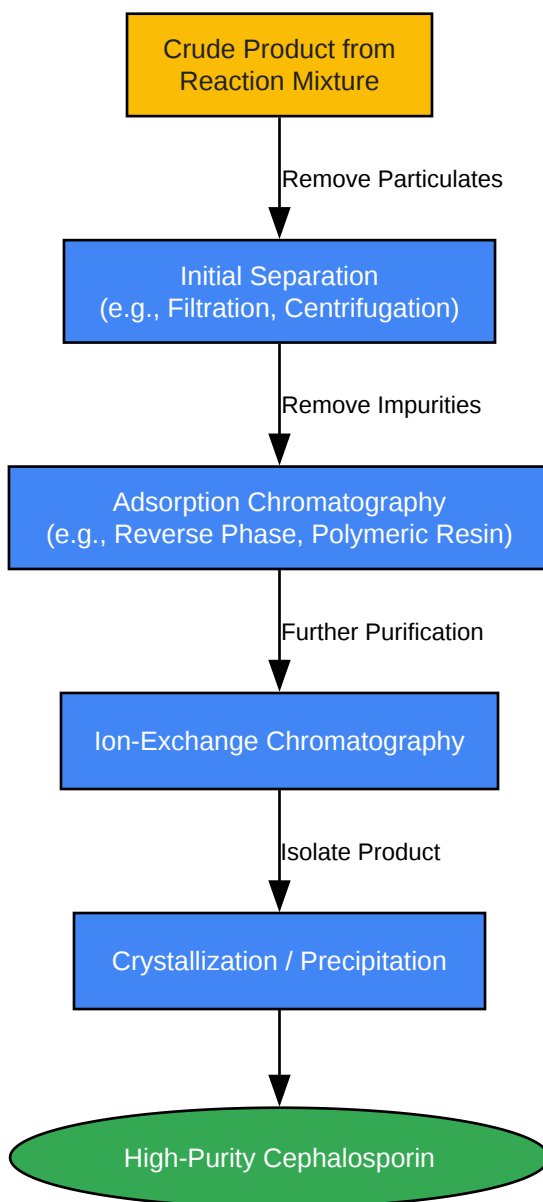 Crude Product from
Reaction Mixture
Remove Particulates
Initial Separation
(e.g., Filtration, Centrifugation)
Remove Impurities
Adsorption Chromatography
(e.g., Reverse Phase, Polymeric Resin)
Further Purification
Ion-Exchange Chromatography
Isolate Product
Crystallization / Precipitation
High-Purity Cephalosporin